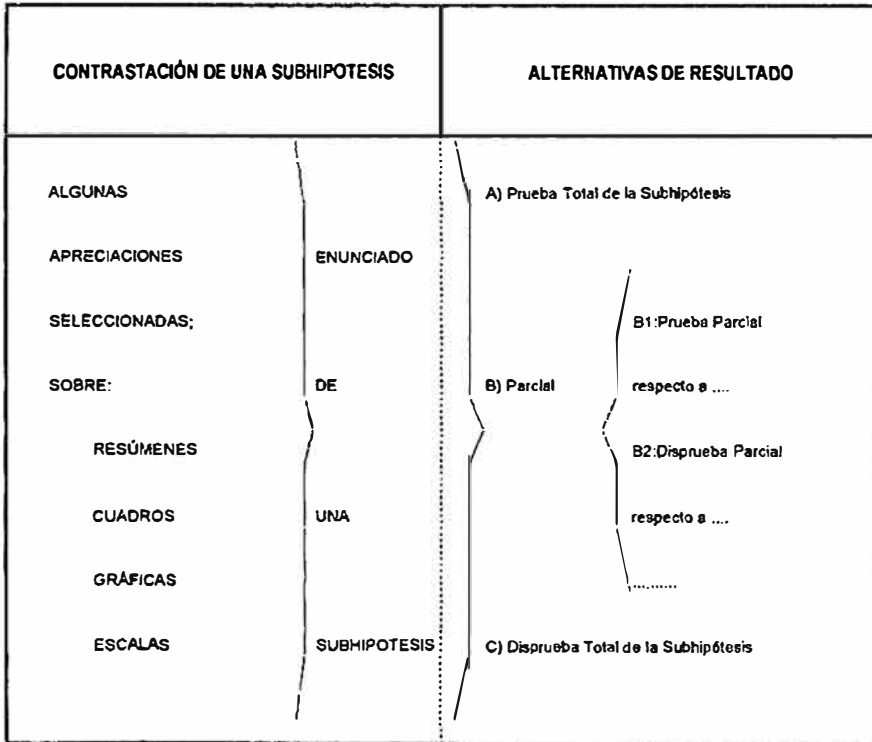 CONTRASTACIÓN DE UNA SUBHIPOTESIS
ALTERNATIVAS DE RESULTADO
ALGUNAS
APRECIACIONES
SELECCIONADAS;
SOBRE:
RESÚMENES
CUADROS
GRÁFICAS
ESCALAS
ENUNCIADO
DE
UNA
SUBHIPOTESIS
A) Prueba Total de la Subhipótesis
B) Parcial
B1:Prueba Parcial
respecto a ....
B2:Disprueba Parcial
respecto a ....
..........
C) Disprueba Total de la Subhipótesis